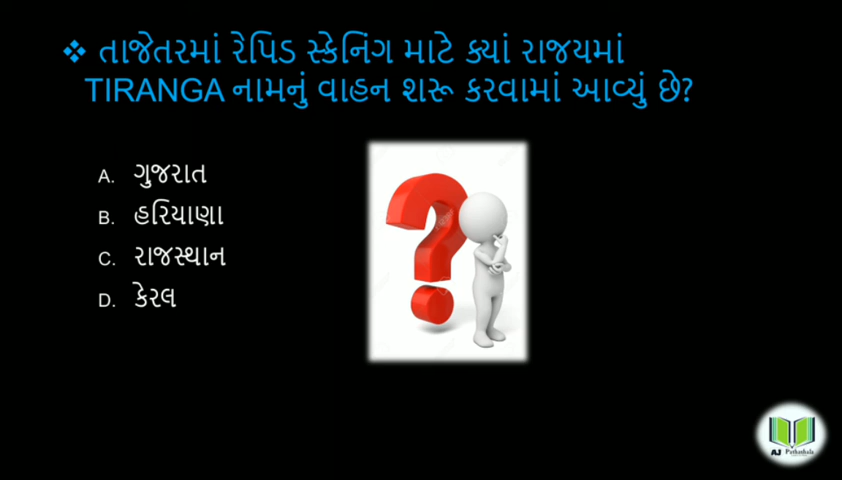 ❖ તાજેતરમાં રેપિડ સ્કેનિંગ માટે ક્યાં રાજયમાં
TIRANGA નામનું વાહન શરૂ કરવામાં આવ્યું છે?
A. ગુજરાત
B. હરિયાણા
C. રાજસ્થાન
D. કેરલ
AJ Pathshala